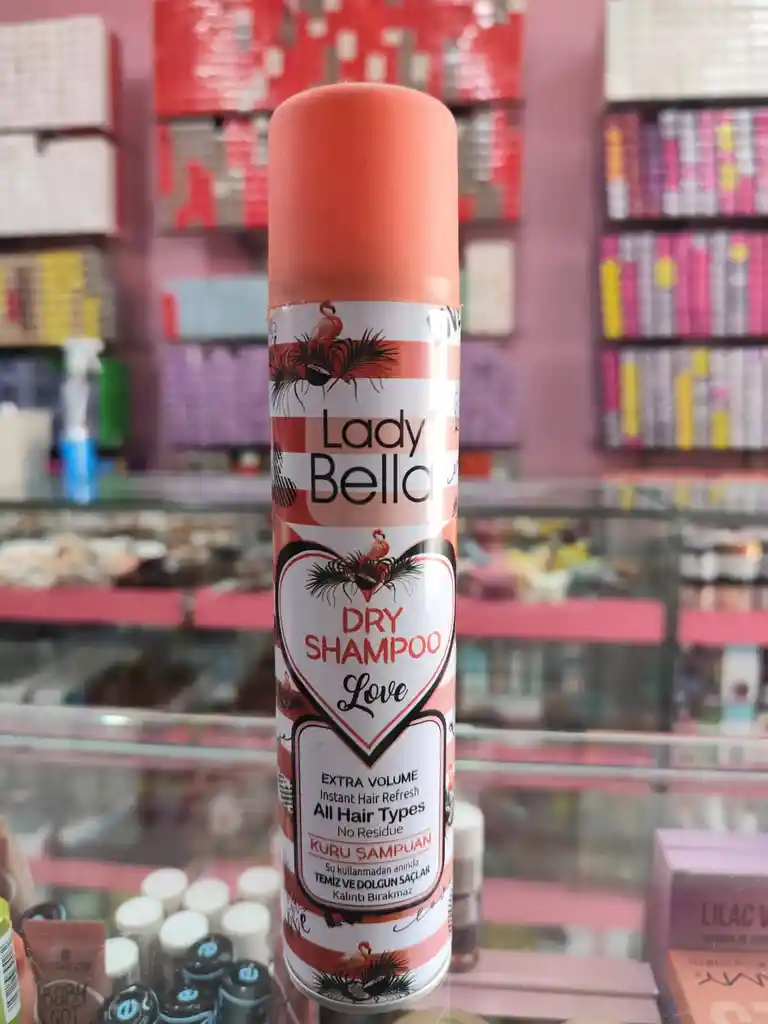 Lady
Bella
DRY
SHAMPOO
Love
EXTRA VOLUME
Instant Hair Refresh
All Hair Types
No Residue
KURU ŞAMPUAN
Su kullanmadan anında
TEMİZ VE DOLGUN SAÇLAR
Kalıntı Bırakmaz
LILAC